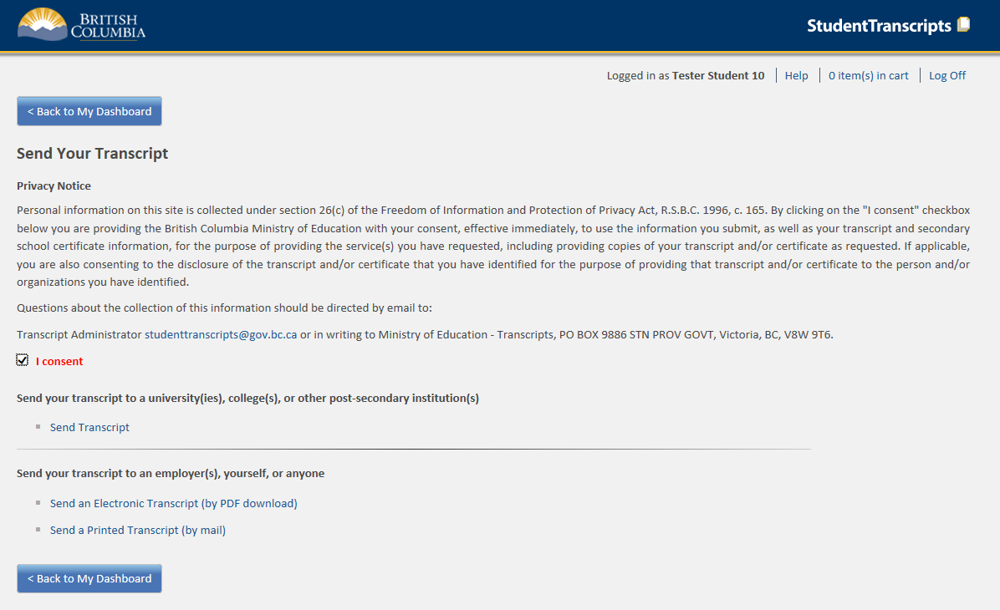 BRITISH
COLUMBIA
StudentTranscripts
Logged in as Tester Student 10 Help 0 item(s) in cart Log Off
< Back to My Dashboard
Send Your Transcript
Privacy Notice
Personal information on this site is collected under section 26(c) of the Freedom of Information and Protection of Privacy Act, R.S.B.C. 1996, c. 165. By clicking on the "I consent" checkbox
below you are providing the British Columbia Ministry of Education with your consent, effective immediately, to use the information you submit, as well as your transcript and secondary
school certificate information, for the purpose of providing the service(s) you have requested, including providing copies of your transcript and/or certificate as requested. If applicable,
you are also consenting to the disclosure of the transcript and/or certificate that you have identified for the purpose of providing that transcript and/or certificate to the person and/or
organizations you have identified.
Questions about the collection of this information should be directed by email to:
Transcript Administrator studenttranscripts@gov.bc.ca or in writing to Ministry of Education - Transcripts, PO BOX 9886 STN PROV GOVT, Victoria, BC, V8W 9T6.
I consent
Send your transcript to a university(ies), college(s), or other post-secondary institution(s)
Send Transcript
Send your transcript to an employer(s), yourself, or anyone
Send an Electronic Transcript (by PDF download)
Send a Printed Transcript (by mail)
< Back to My Dashboard